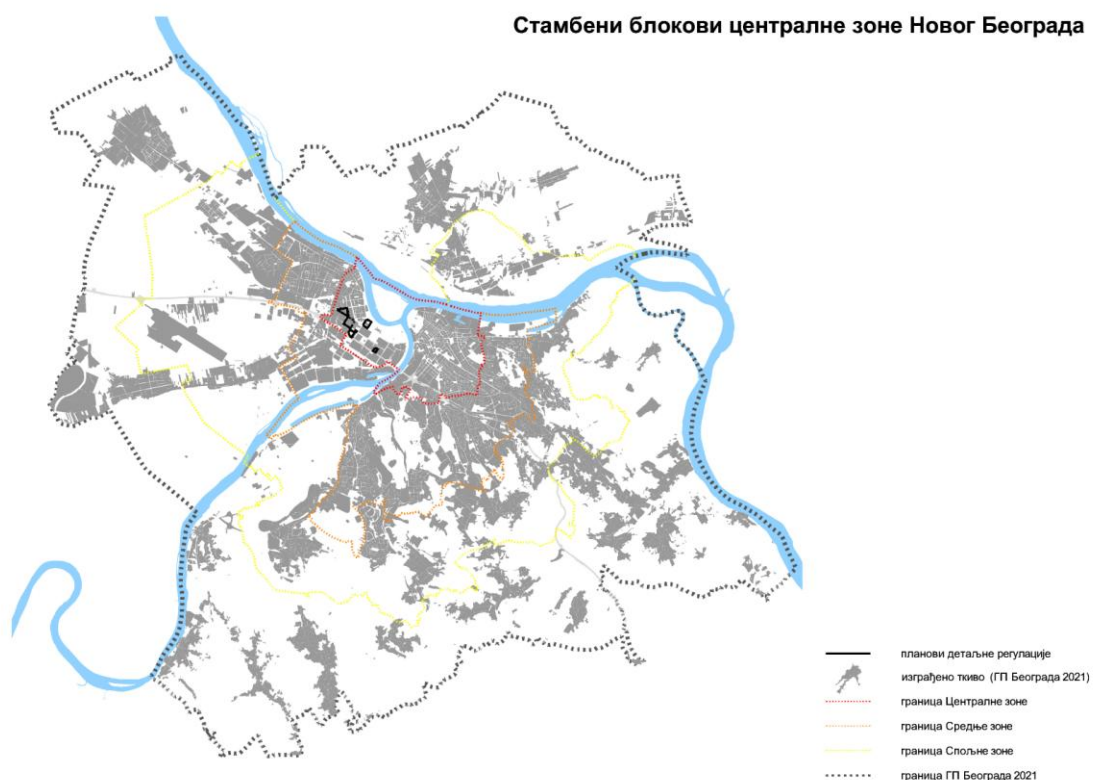 Стамбени блокови централне зоне Новог Београда
планови детаљне регулације
изграђено ткиво (ГП Београда 2021)
граница Централне зоне
граница Средње зоне
граница Спољне зоне
граница ГП Београда 2021